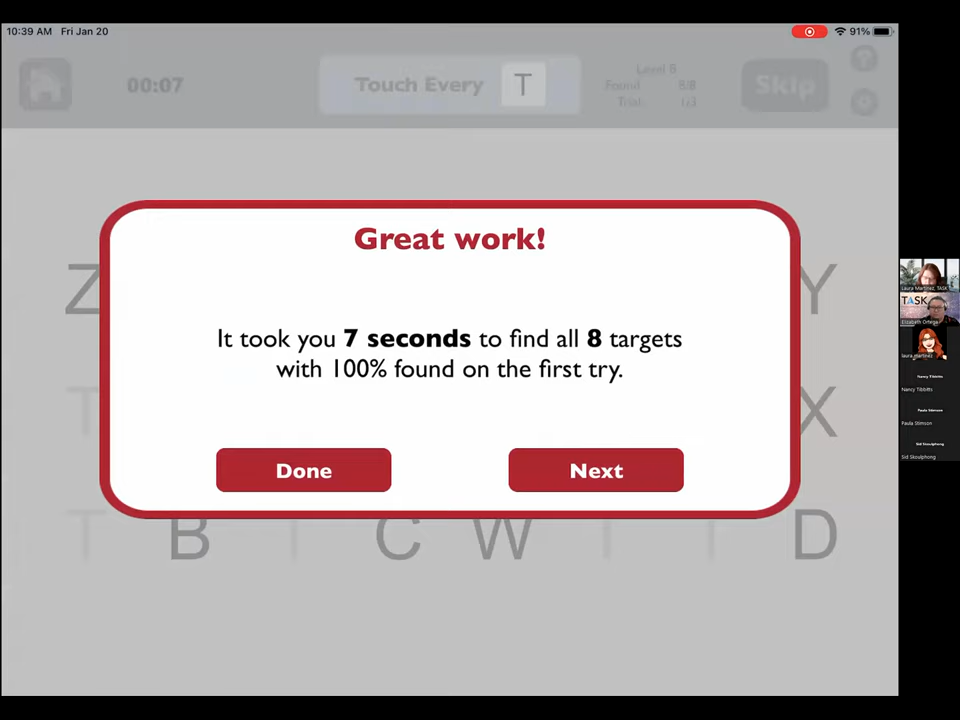 10:39 AM Fri Jan 20
91%
00:07
Touch Every T
Level 6
Found 8/8
Trial: 1/3
Skip
?
Great work!
It took you 7 seconds to find all 8 targets
with 100% found on the first try.
Done
Next
Z
Y
T
X
T B T C W T T D
Laura Martinez, TASK
TASK
Elizabeth Ortega
laura martinez
Nancy Tibbitts
Nancy Tibbitts
Paula Stimson
Paula Stimson
Sid Skoulphong
Sid Skoulphong